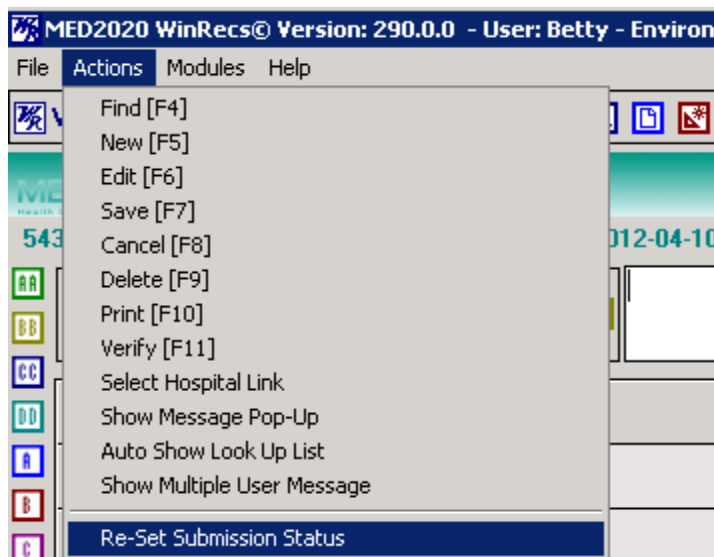 MED2020 WinRecs© Version: 290.0.0 - User: Betty - Environ
File Actions Modules Help
Find [F4]
New [F5]
Edit [F6]
Save [F7]
Cancel [F8]
Delete [F9]
Print [F10]
Verify [F11]
Select Hospital Link
Show Message Pop-Up
Auto Show Look Up List
Show Multiple User Message
Re-Set Submission Status
ME
543
012-04-10
AA
BB
CC
DD
A
B
C